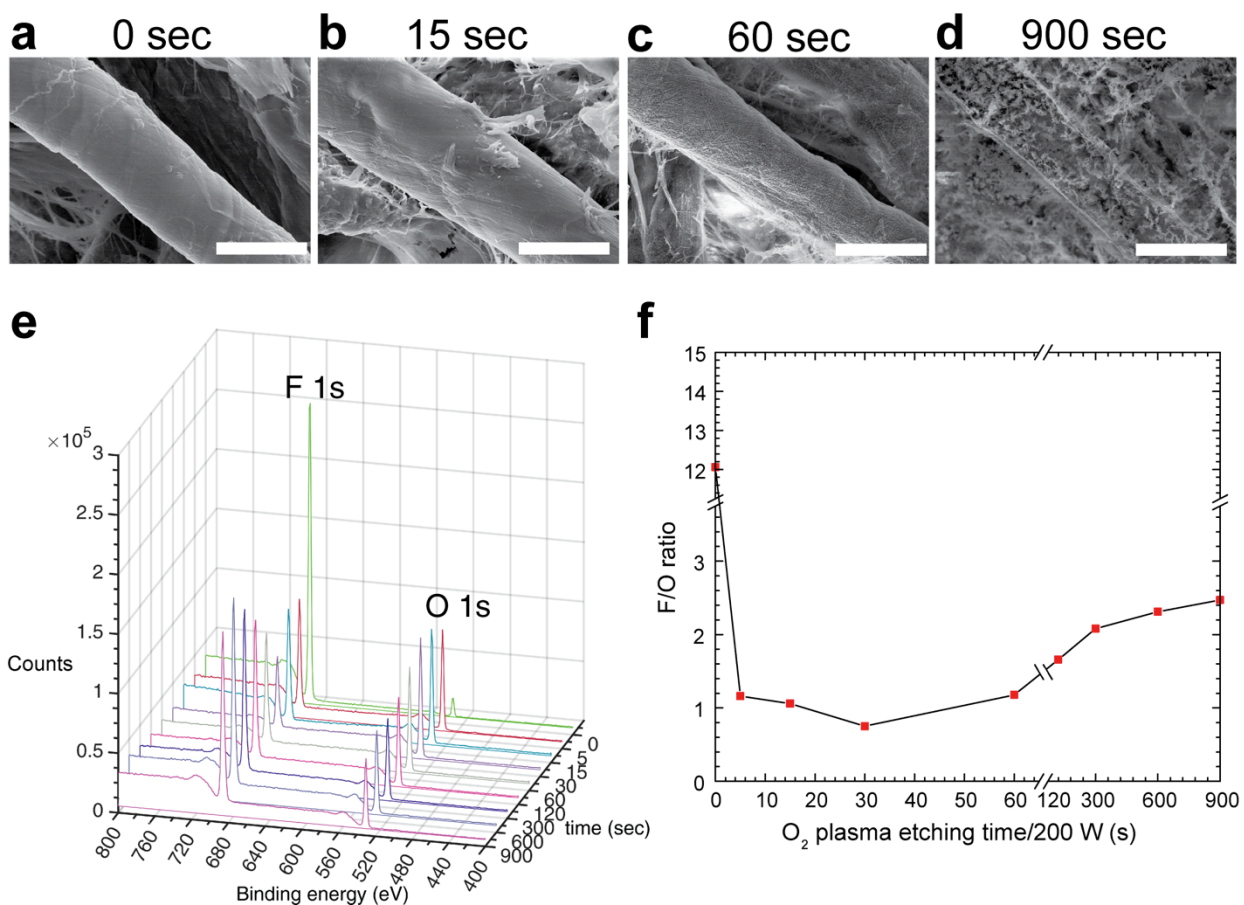 a 0 sec
b 15 sec
c 60 sec
d 900 sec
e
F 1s
O 1s
×10⁵
3
2.5
2
1.5
1
0.5
0
Counts
800
760
720
680
640
600
560
520
480
440
400
Binding energy (eV)
0
5
15
30
60
120
300
600
900
time (sec)
f
15
14
13
12
3
2
1
0
F/O ratio
0 10 20 30 40 50 60 120 300 600 900
O₂ plasma etching time/200 W (s)